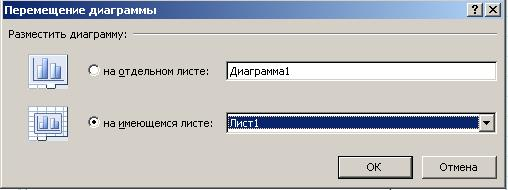 Перемещение диаграммы
Разместить диаграмму:
на отдельном листе: Диаграмма1
на имеющемся листе: Лист1
ОК Отмена